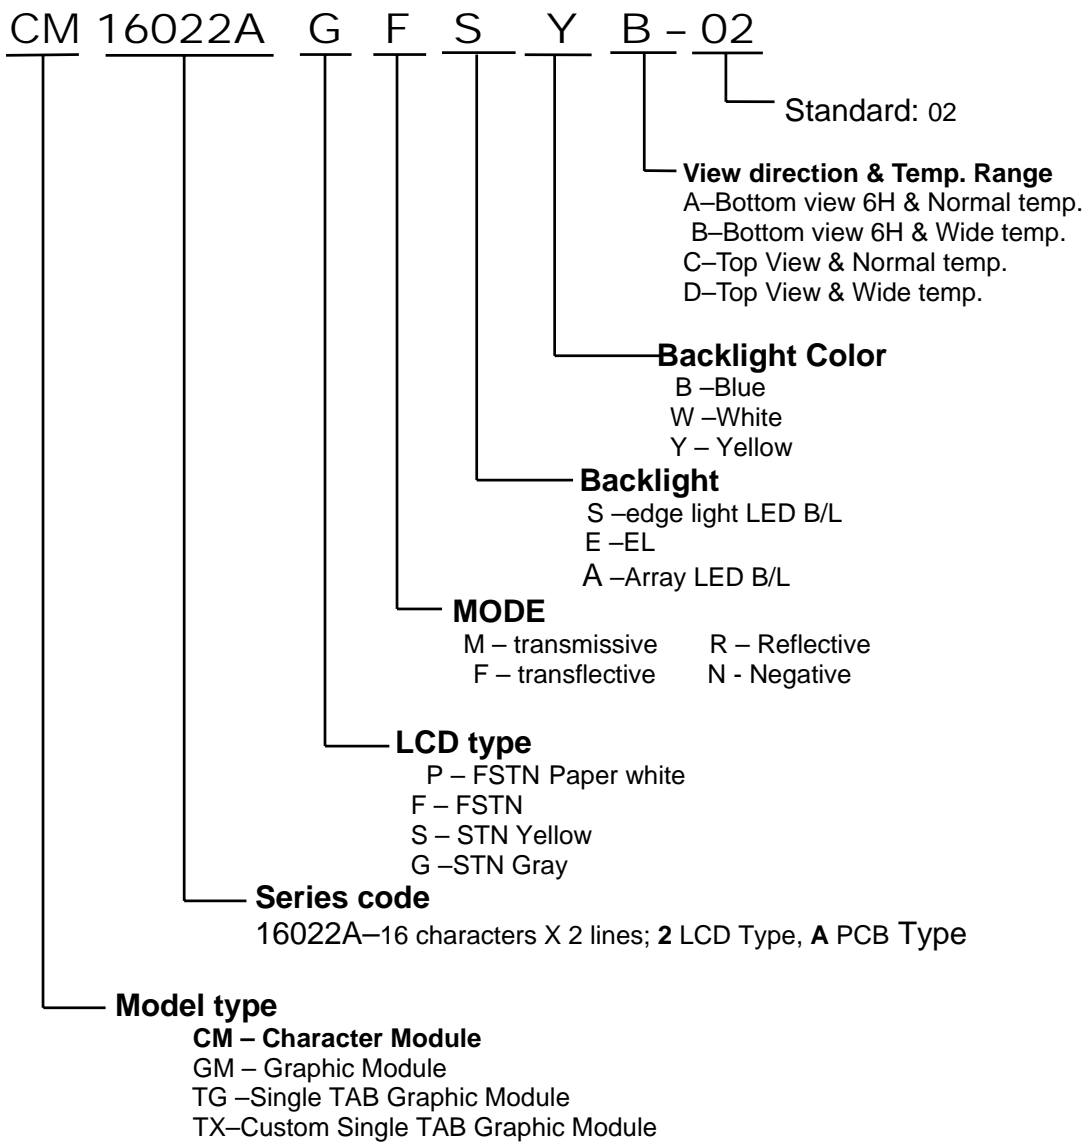 CM 16022A G F S Y B – 02
Standard: 02
View direction & Temp. Range
A–Bottom view 6H & Normal temp.
B–Bottom view 6H & Wide temp.
C–Top View & Normal temp.
D–Top View & Wide temp.
Backlight Color
B –Blue
W –White
Y – Yellow
Backlight
S –edge light LED B/L
E –EL
A –Array LED B/L
MODE
M – transmissive R – Reflective
F – transflective N - Negative
LCD type
P – FSTN Paper white
F – FSTN
S – STN Yellow
G –STN Gray
Series code
16022A–16 characters X 2 lines; 2 LCD Type, A PCB Type
Model type
CM – Character Module
GM – Graphic Module
TG –Single TAB Graphic Module
TX–Custom Single TAB Graphic Module